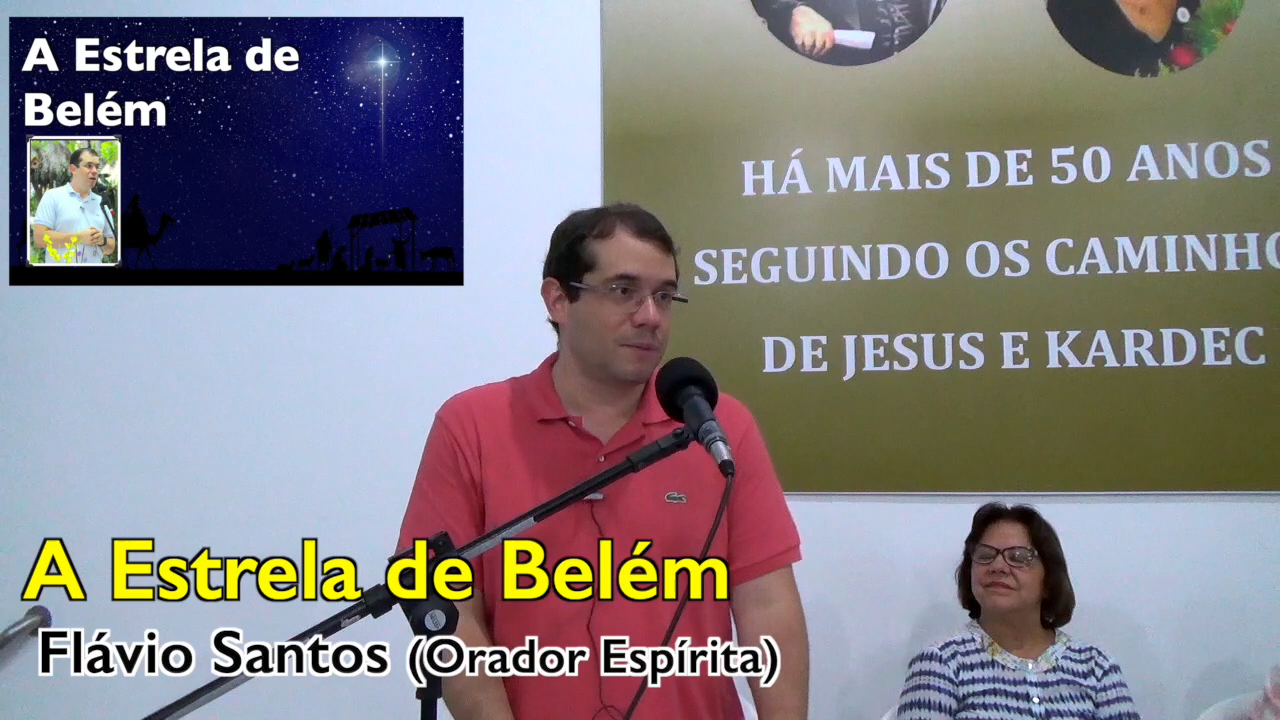 A Estrela de
Belém
HÁ MAIS DE 50 ANOS
SEGUINDO OS CAMINHO
DE JESUS E KARDEC
A Estrela de Belém
Flávio Santos (Orador Espírita)